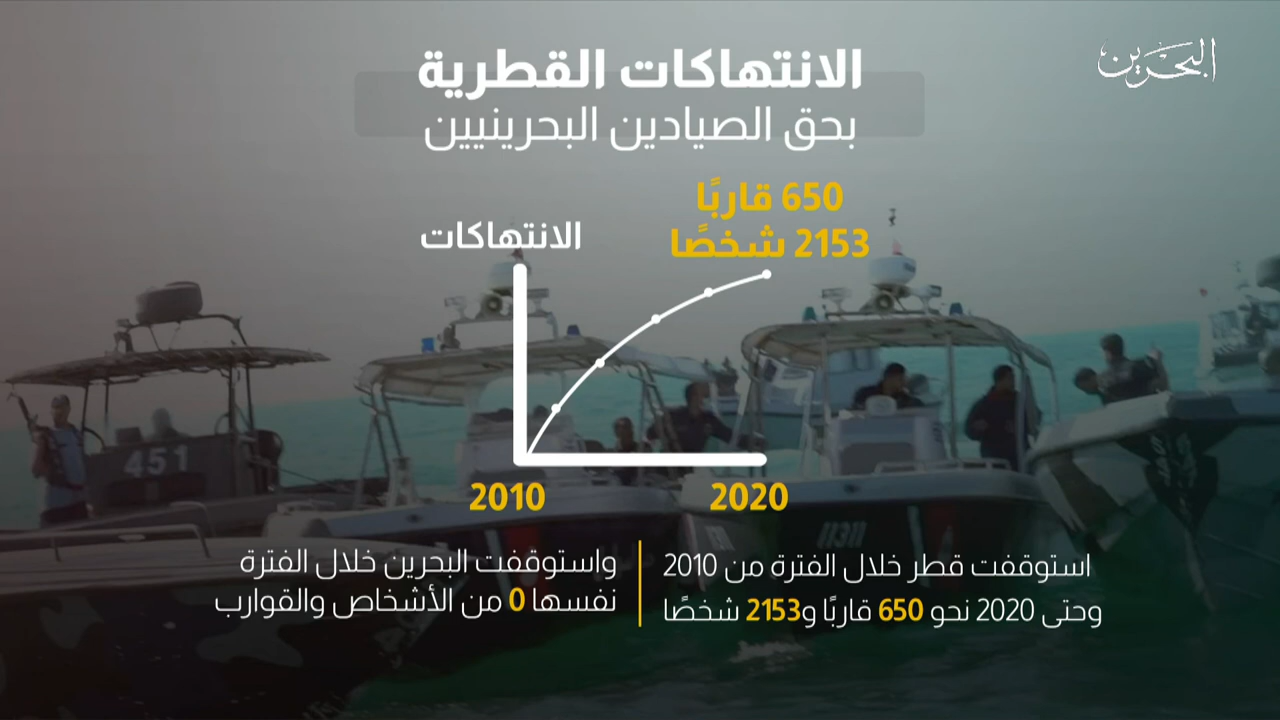 البحرين
الانتهاكات القطرية
بحق الصيادين البحرينيين
650 قاربًا
2153 شخصًا
الانتهاكات
2010
2020
استوقفت قطر خلال الفترة من 2010
وحتى 2020 نحو 650 قاربًا و2153 شخصًا
واستوقفت البحرين خلال الفترة
نفسها 0 من الأشخاص والقوارب
451